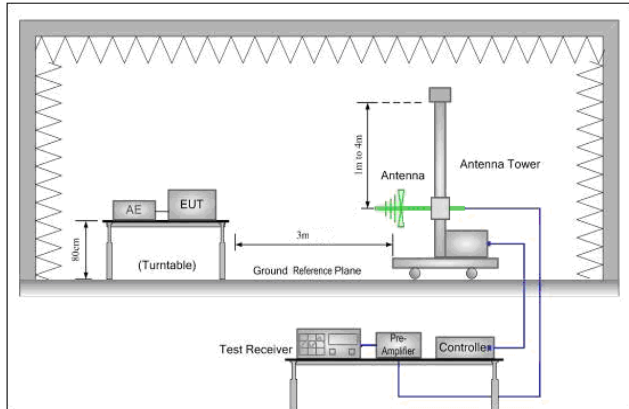 1m to 4m
Antenna
Antenna Tower
AE
EUT
80cm
(Turntable)
3m
Ground Reference Plane
Test Receiver
Pre-
Amplifier
Controller